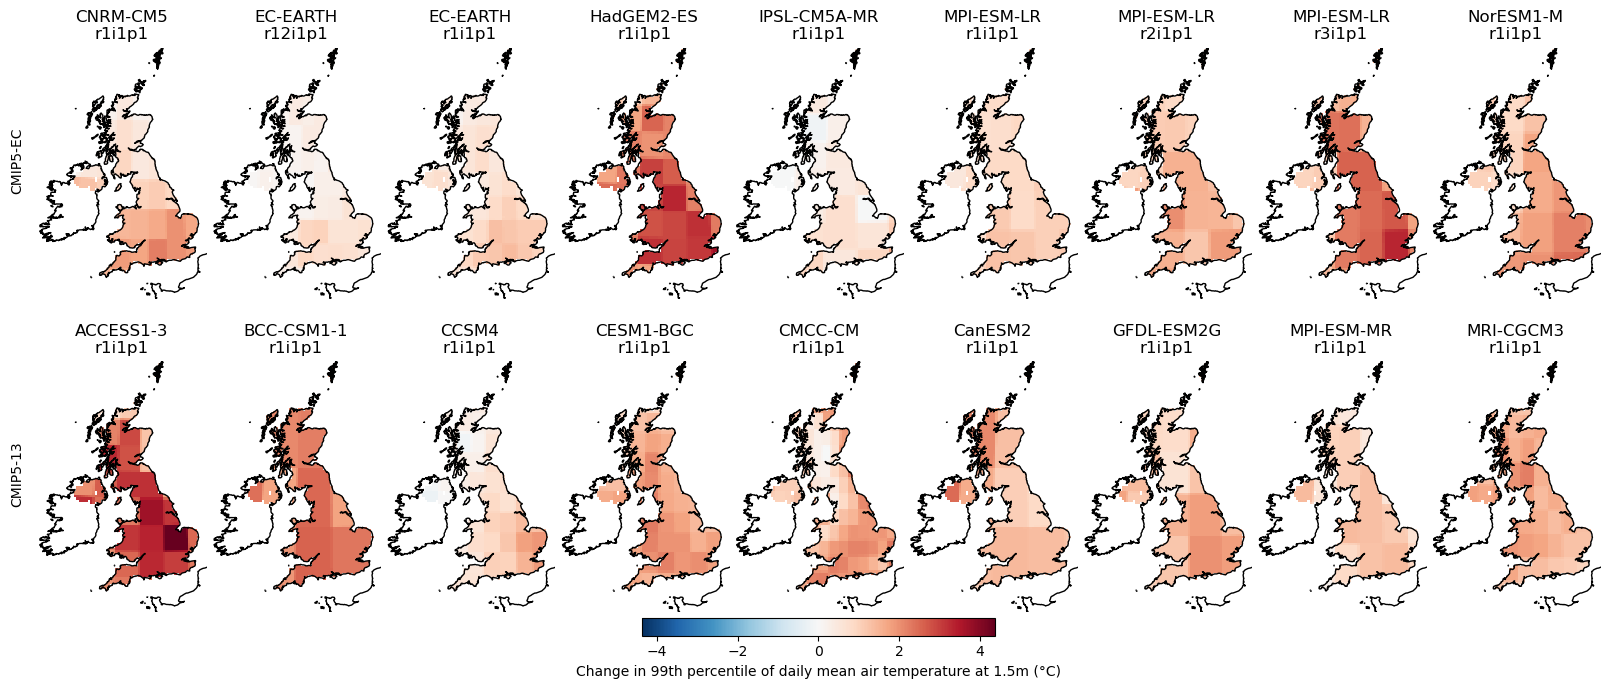 CNRM-CM5 EC-EARTH EC-EARTH HadGEM2-ES IPSL-CM5A-MR MPI-ESM-LR MPI-ESM-LR MPI-ESM-LR NorESM1-M
r1i1p1 r12i1p1 r1i1p1 r1i1p1 r1i1p1 r1i1p1 r2i1p1 r3i1p1 r1i1p1
CMIP5-EC
ACCESS1-3 BCC-CSM1-1 CCSM4 CESM1-BGC CMCC-CM CanESM2 GFDL-ESM2G MPI-ESM-MR MRI-CGCM3
r1i1p1 r1i1p1 r1i1p1 r1i1p1 r1i1p1 r1i1p1 r1i1p1 r1i1p1 r1i1p1
CMIP5-13
−4 −2 0 2 4
Change in 99th percentile of daily mean air temperature at 1.5m (°C)